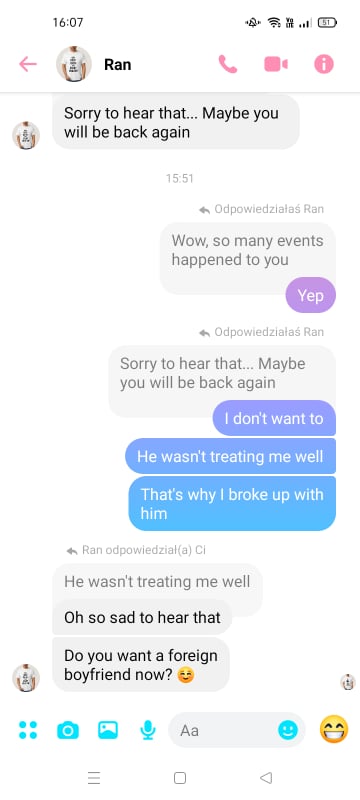 16:07
51
Ran
Sorry to hear that... Maybe you
will be back again
15:51
Odpowiedziałaś Ran
Wow, so many events
happened to you
Yep
Odpowiedziałaś Ran
Sorry to hear that... Maybe
you will be back again
I don't want to
He wasn't treating me well
That's why I broke up with
him
Ran odpowiedział(a) Ci
He wasn't treating me well
Oh so sad to hear that
Do you want a foreign
boyfriend now? 😊
Aa